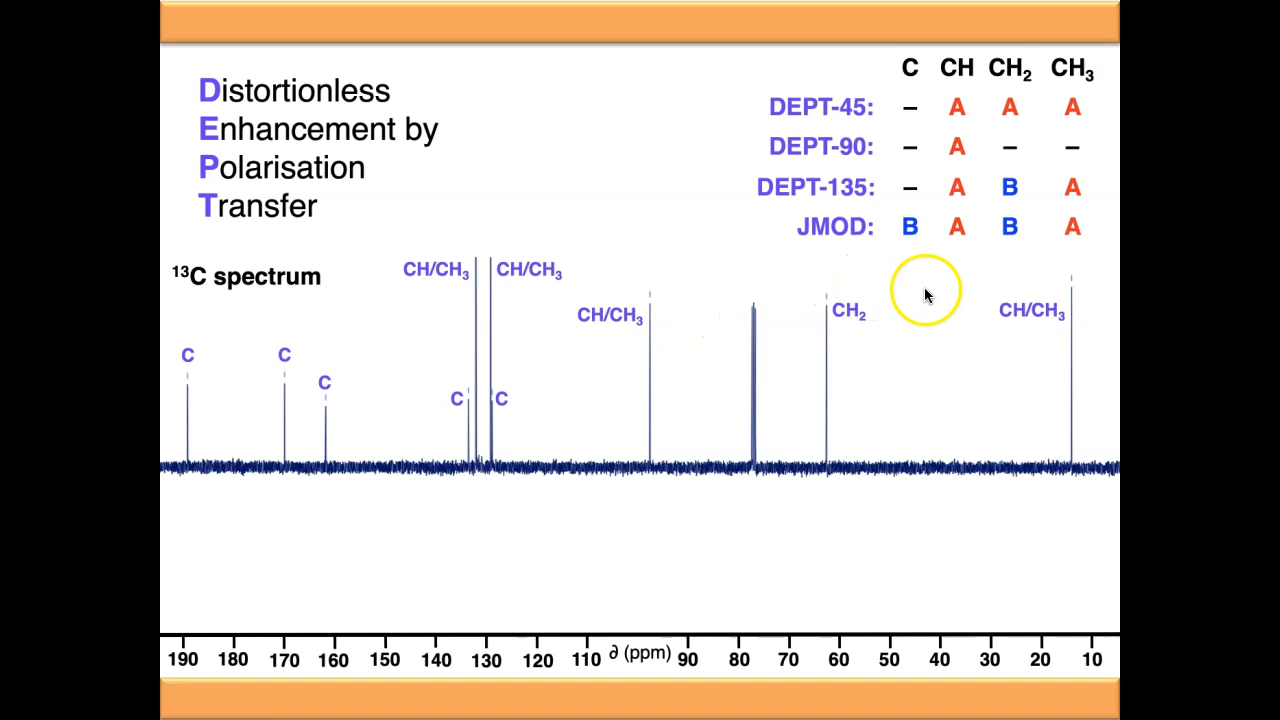 Distortionless
Enhancement by
Polarisation
Transfer
C CH CH₂ CH₃
DEPT-45: – A A A
DEPT-90: – A – –
DEPT-135: – A B A
JMOD: B A B A
¹³C spectrum
CH/CH₃ CH/CH₃
CH/CH₃ CH₂ CH/CH₃
C C
C
C C
190 180 170 160 150 140 130 120 110 ∂ (ppm) 90 80 70 60 50 40 30 20 10